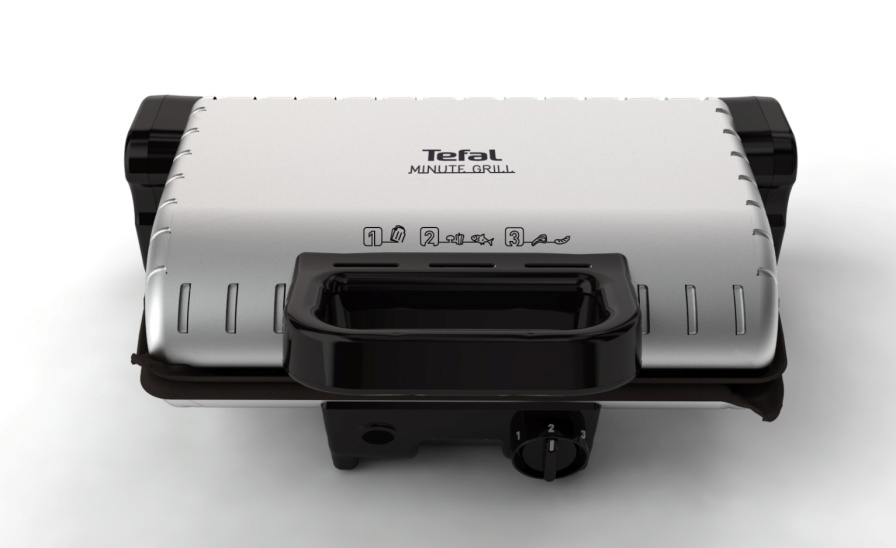 Tefal
MINUTE GRILL
1 2 3
1 2 3